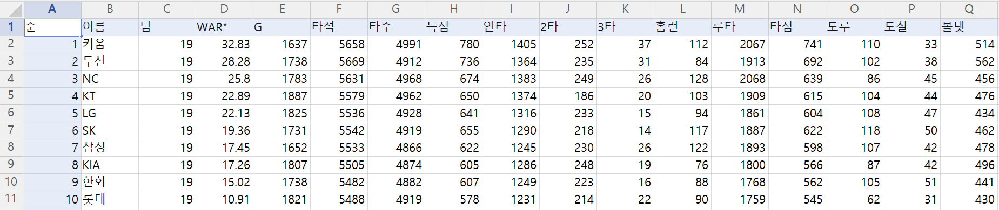 A B C D E F G H I J K L M N O P Q
1 순 이름 팀 WAR* G 타석 타수 득점 안타 2타 3타 홈런 루타 타점 도루 도실 볼넷
2 1 키움 19 32.83 1637 5658 4991 780 1405 252 37 112 2067 741 110 33 514
3 2 두산 19 28.28 1738 5669 4912 736 1364 235 31 84 1913 692 102 38 562
4 3 NC 19 25.8 1783 5631 4968 674 1383 249 26 128 2068 639 86 45 456
5 4 KT 19 22.89 1887 5579 4962 650 1374 186 20 103 1909 615 104 44 476
6 5 LG 19 22.13 1825 5536 4928 641 1316 233 15 94 1861 604 108 47 434
7 6 SK 19 19.36 1731 5542 4919 655 1290 218 14 117 1887 622 118 50 462
8 7 삼성 19 17.45 1652 5533 4866 622 1245 230 26 122 1893 598 107 42 478
9 8 KIA 19 17.26 1807 5505 4874 605 1286 248 19 76 1800 566 87 42 496
10 9 한화 19 15.02 1738 5482 4882 607 1249 223 16 88 1768 562 105 51 441
11 10 롯데 19 10.91 1821 5488 4919 578 1231 214 22 90 1759 545 62 31 430